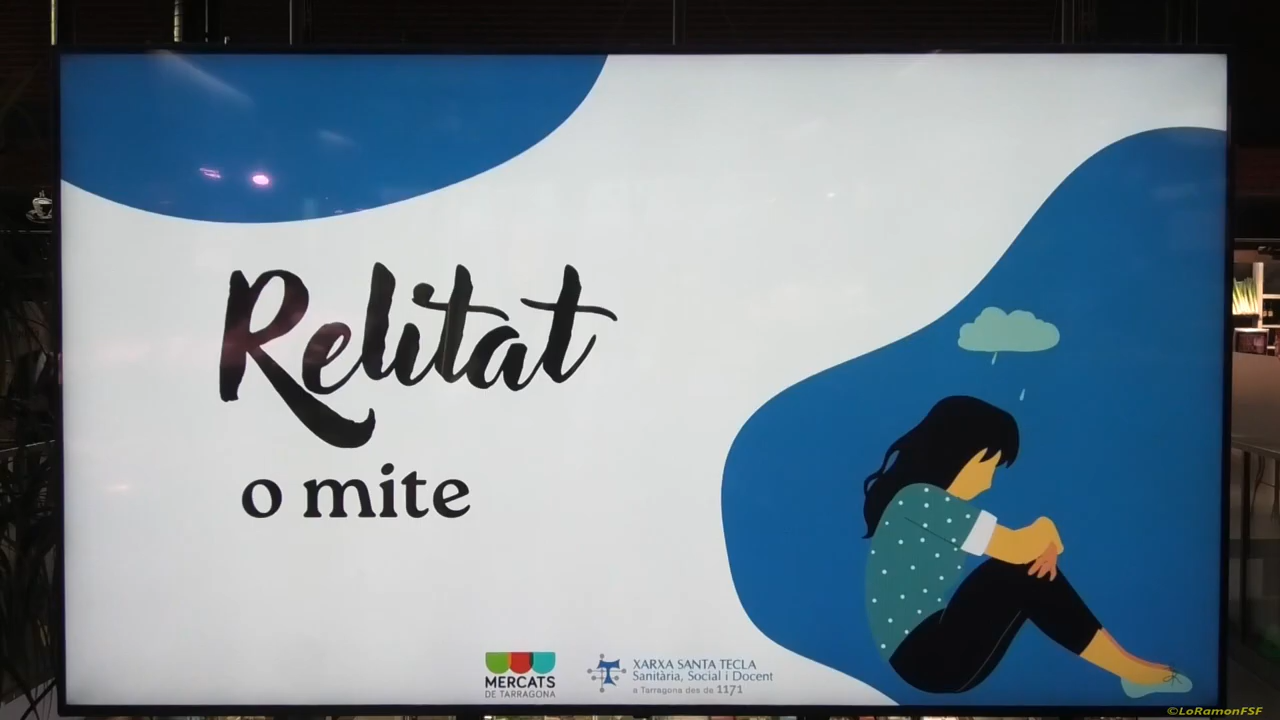 Relitat
o mite
MERCATS
DE TARRAGONA
XARXA SANTA TECLA
Sanitària, Social i Docent
a Tarragona des de 1171
©LoRamonFSF